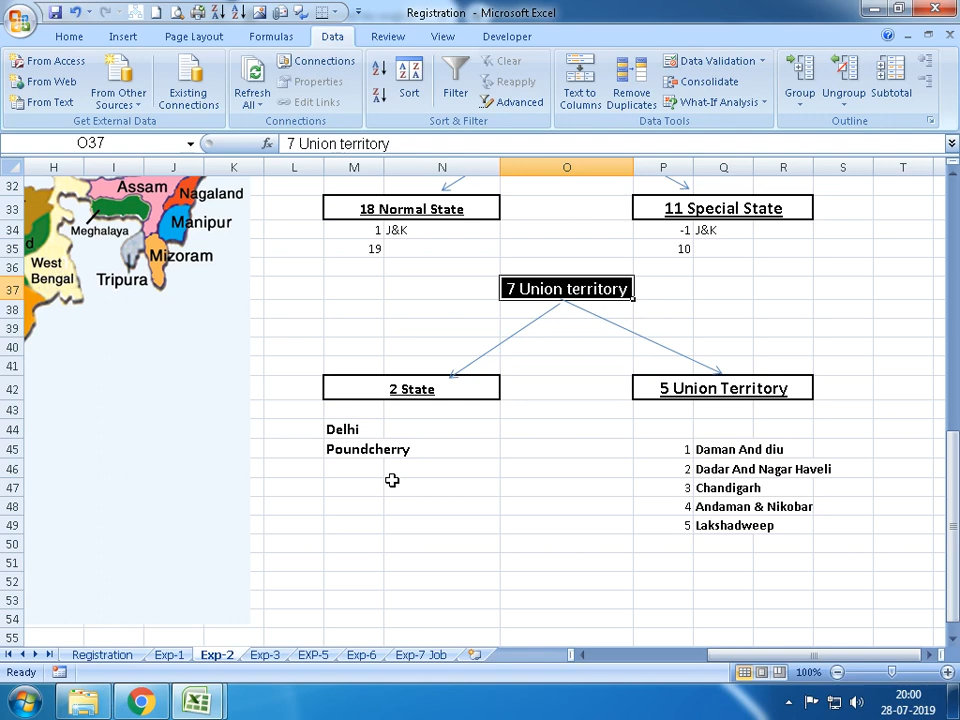 Registration - Microsoft Excel
Home Insert Page Layout Formulas Data Review View Developer
From Access
From Web
From Text
From Other Sources
Existing Connections
Get External Data
Refresh All
Connections
Properties
Edit Links
Connections
Sort
Filter
Clear
Reapply
Advanced
Sort & Filter
Text to Columns
Remove Duplicates
Data Validation
Consolidate
What-If Analysis
Data Tools
Group
Ungroup
Subtotal
Outline
O37 fx 7 Union territory
H I J K L M N O P Q R S T
32
33 18 Normal State 11 Special State
34 1 J&K -1 J&K
35 19 10
36
37 7 Union territory
38
39
40
41
42 2 State 5 Union Territory
43
44 Delhi
45 Poundcherry 1 Daman And diu
46 2 Dadar And Nagar Haveli
47 3 Chandigarh
48 4 Andaman & Nikobar
49 5 Lakshadweep
50
51
52
53
54
55
Assam
Nagaland
Meghalaya
Manipur
d
West Bengal
Mizoram
Tripura
Registration Exp-1 Exp-2 Exp-3 EXP-5 Exp-6 Exp-7 Job
Ready 100%
20:00
28-07-2019